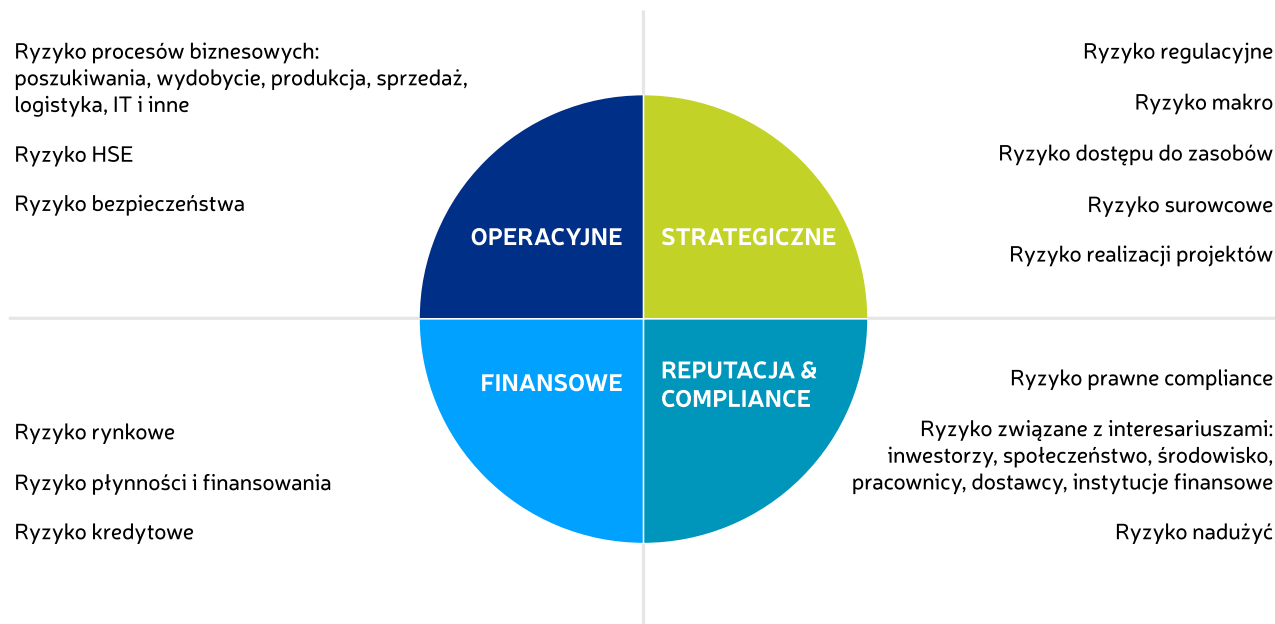 Ryzyko procesów biznesowych:
poszukiwania, wydobycie, produkcja, sprzedaż,
logistyka, IT i inne
Ryzyko HSE
Ryzyko bezpieczeństwa
OPERACYJNE
Ryzyko regulacyjne
Ryzyko makro
Ryzyko dostępu do zasobów
Ryzyko surowcowe
Ryzyko realizacji projektów
STRATEGICZNE
FINANSOWE
Ryzyko rynkowe
Ryzyko płynności i finansowania
Ryzyko kredytowe
REPUTACJA &
COMPLIANCE
Ryzyko prawne compliance
Ryzyko związane z interesariuszami:
inwestorzy, społeczeństwo, środowisko,
pracownicy, dostawcy, instytucje finansowe
Ryzyko nadużyć